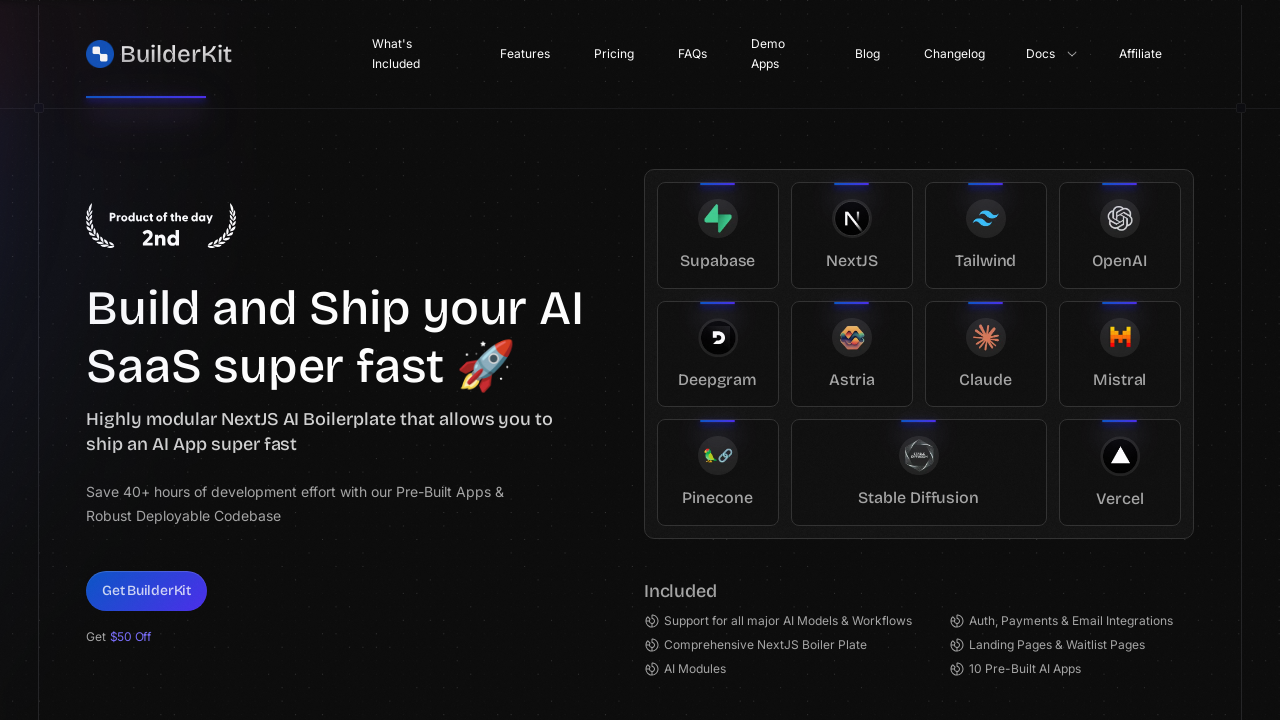 BuilderKit
What's
Included
Features
Pricing
FAQs
Demo
Apps
Blog
Changelog
Docs
Affiliate
Product of the day
2nd
Build and Ship your AI
SaaS super fast 🚀
Highly modular NextJS AI Boilerplate that allows you to
ship an AI App super fast
Save 40+ hours of development effort with our Pre-Built Apps &
Robust Deployable Codebase
Get BuilderKit
Get $50 Off
Supabase
NextJS
Tailwind
OpenAI
Deepgram
Astria
Claude
Mistral
Pinecone
Stable Diffusion
Vercel
Included
Support for all major AI Models & Workflows
Auth, Payments & Email Integrations
Comprehensive NextJS Boiler Plate
Landing Pages & Waitlist Pages
AI Modules
10 Pre-Built AI Apps